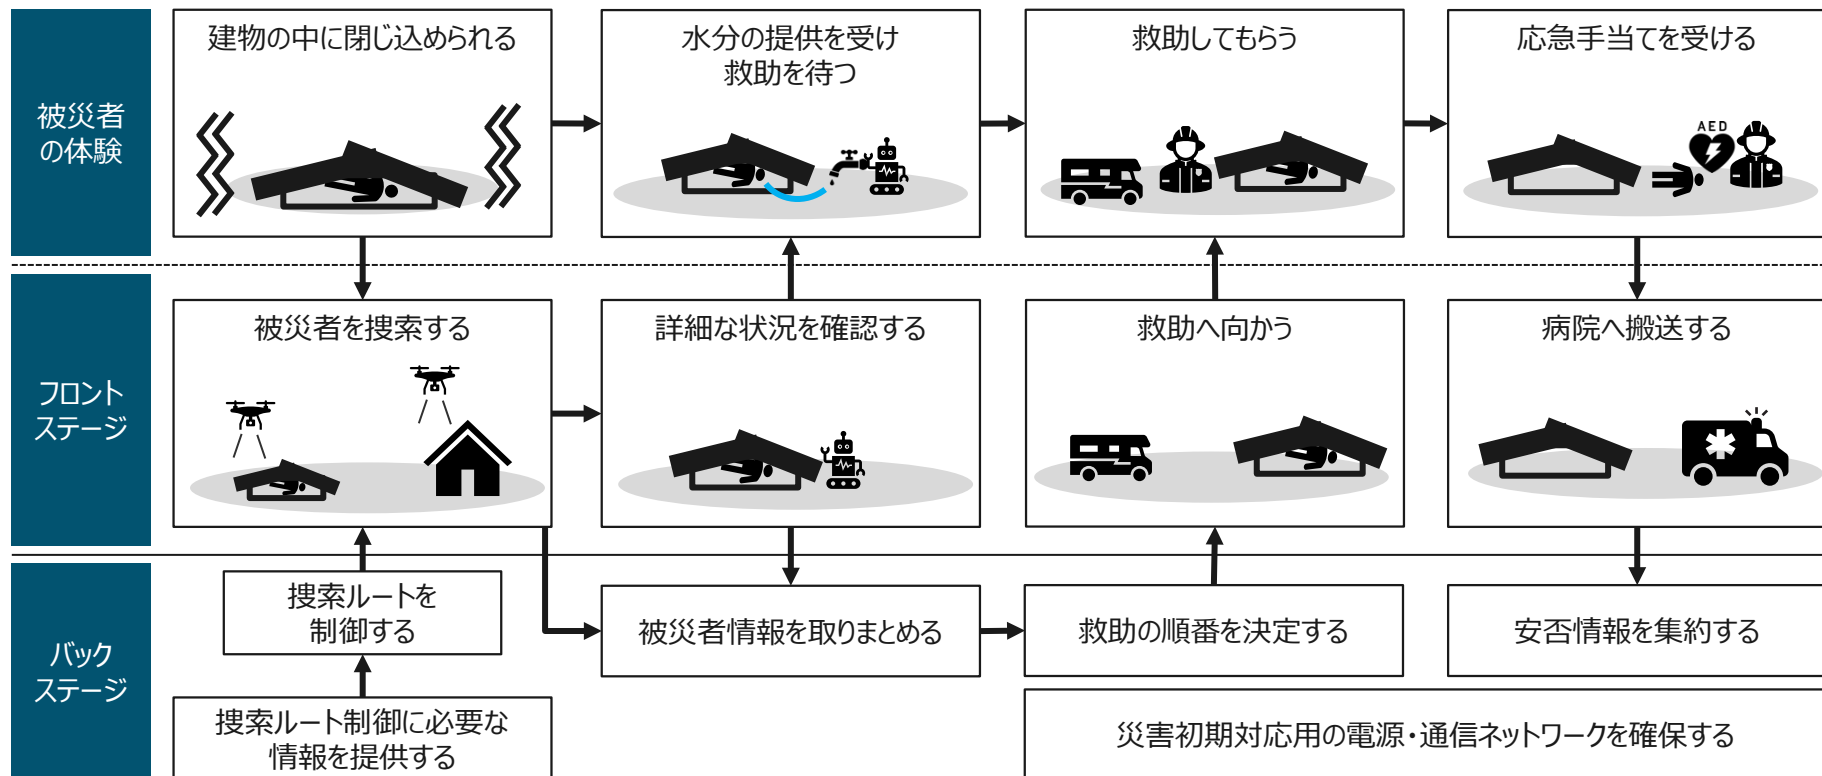 被災者
の体験
建物の中に閉じ込められる
水分の提供を受け
救助を待つ
救助してもらう
応急手当てを受ける
AED
フロント
ステージ
被災者を捜索する
詳細な状況を確認する
救助へ向かう
病院へ搬送する
バック
ステージ
捜索ルートを
制御する
被災者情報を取りまとめる
救助の順番を決定する
安否情報を集約する
捜索ルート制御に必要な
情報を提供する
災害初期対応用の電源・通信ネットワークを確保する